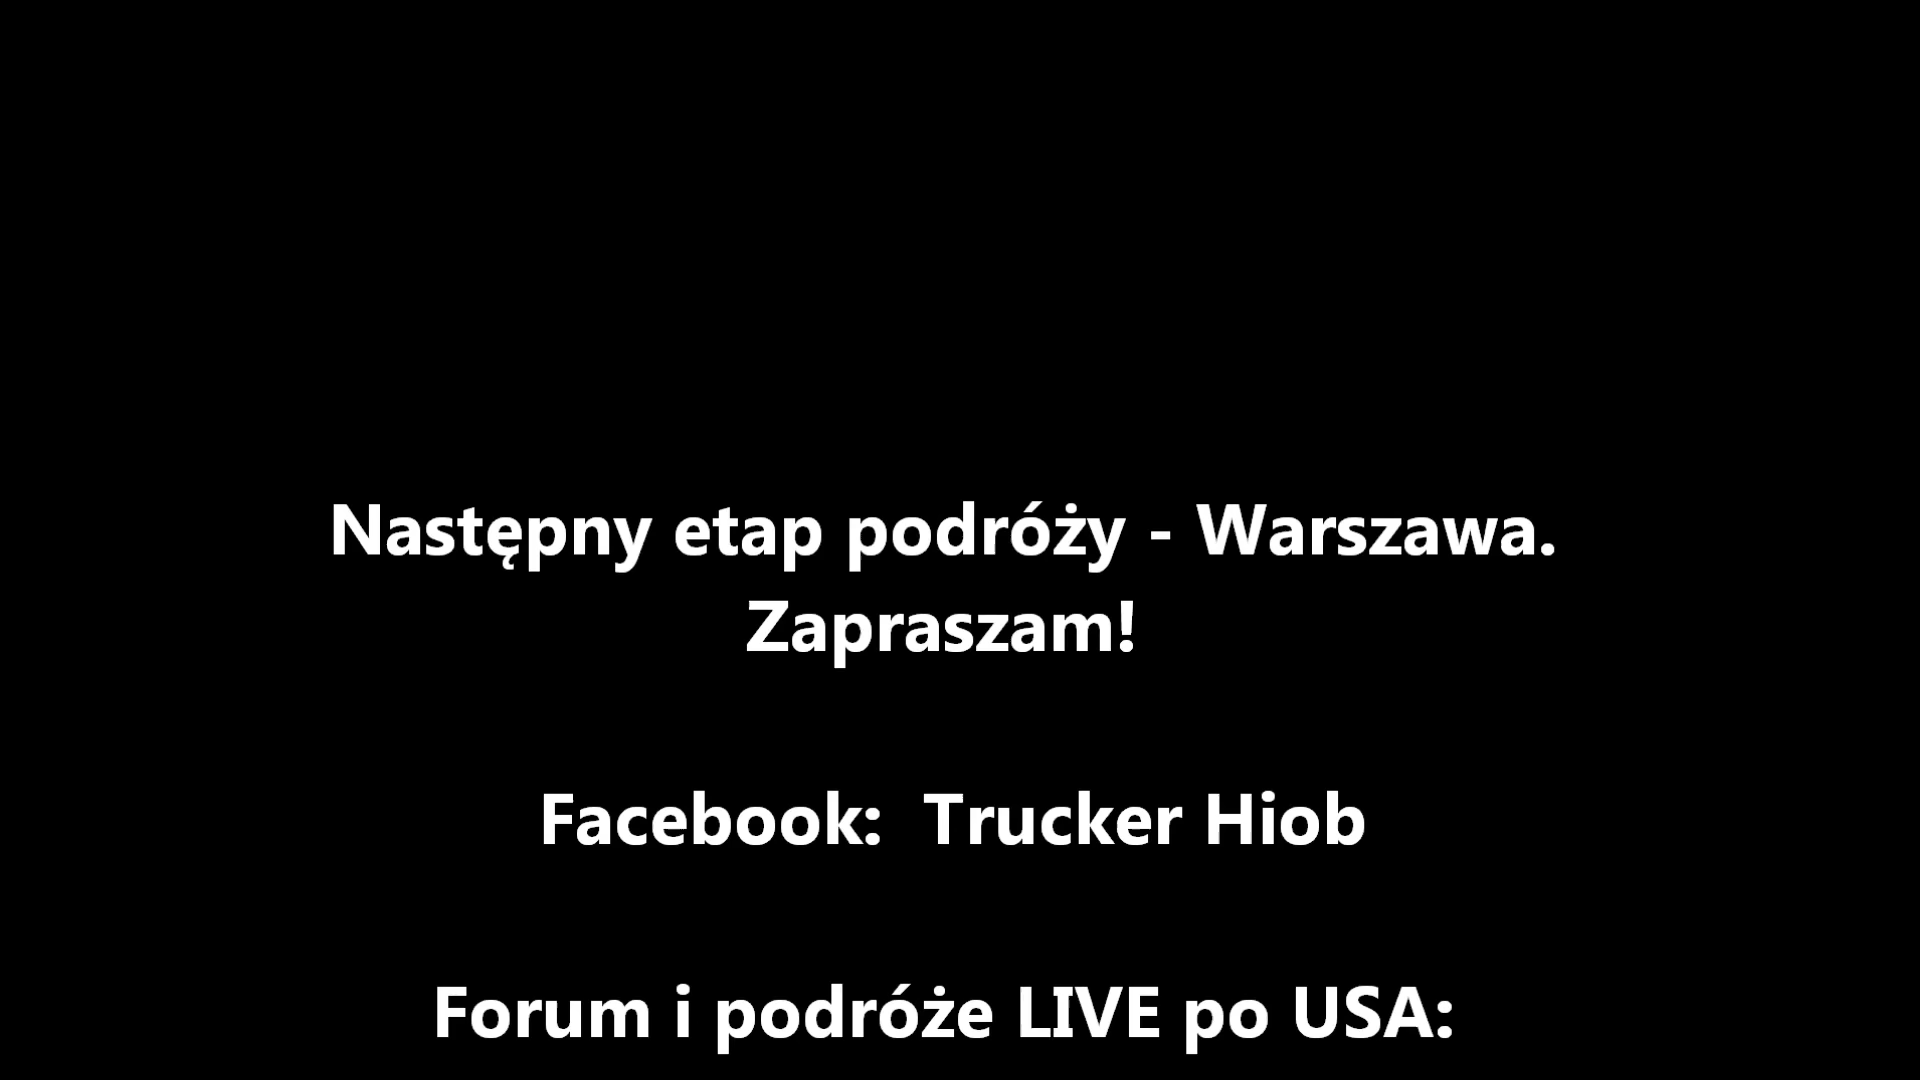 Następny etap podróży - Warszawa.
Zapraszam!
Facebook:  Trucker Hiob
Forum i podróże LIVE po USA: